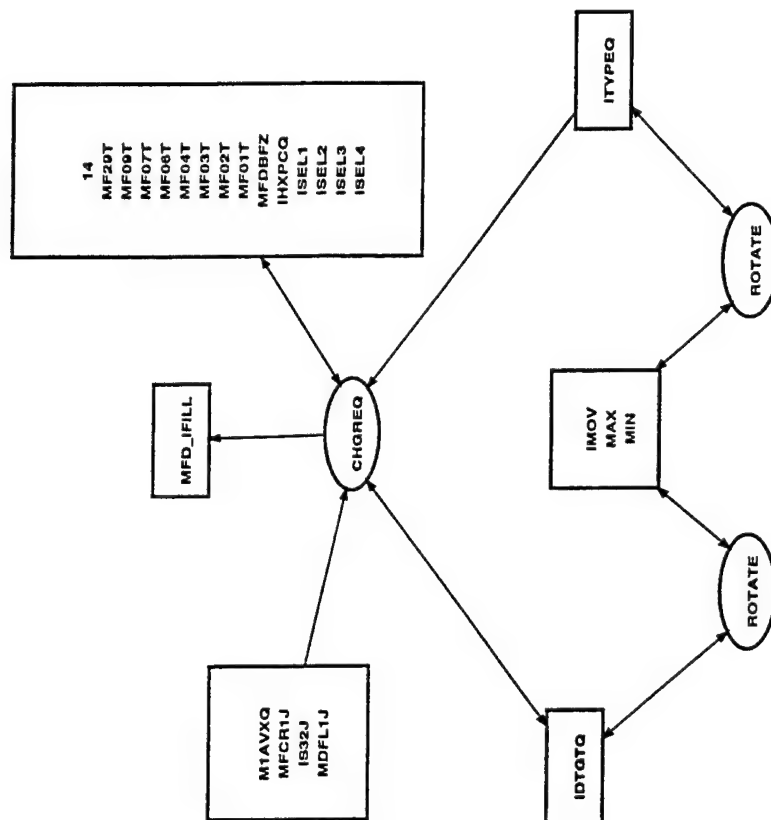 14
MF29T
MF09T
MF07T
MF06T
MF04T
MF03T
MF02T
MF01T
MFDBFZ
IHXPCQ
ISEL1
ISEL2
ISEL3
ISEL4
MFD_IFILL
M1AVXQ
MFCR1J
IS32J
MDFL1J
CHGREQ
ITYPEQ
IDTGTQ
IMOV
MAX
MIN
ROTATE
ROTATE